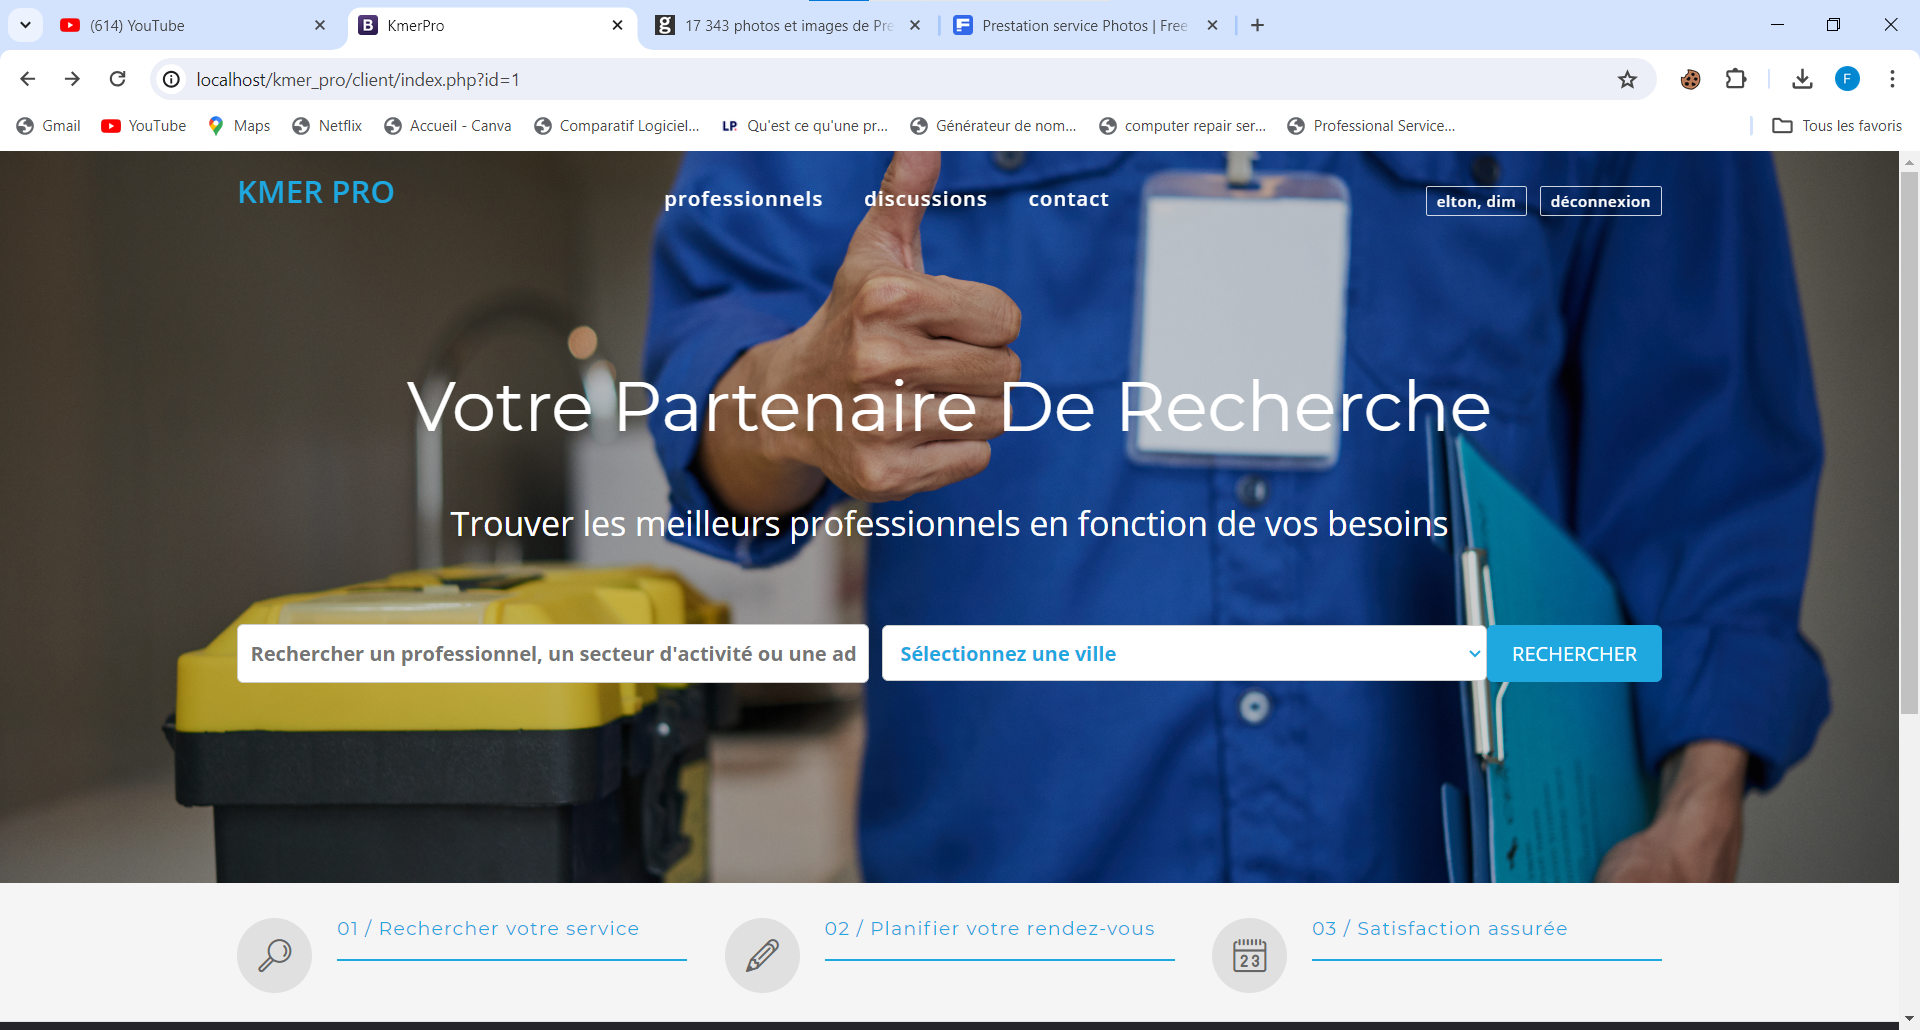 (614) YouTube
KmerPro
17 343 photos et images de Pre
Prestation service Photos | Free
localhost/kmer_pro/client/index.php?id=1
F
Gmail
YouTube
Maps
Netflix
Accueil - Canva
Comparatif Logiciel...
LP. Qu'est ce qu'une pr...
Générateur de nom...
computer repair ser...
Professional Service...
Tous les favoris
KMER PRO
professionnels
discussions
contact
elton, dim
déconnexion
Votre Partenaire De Recherche
Trouver les meilleurs professionnels en fonction de vos besoins
Rechercher un professionnel, un secteur d'activité ou une ad
Sélectionnez une ville
RECHERCHER
01 / Rechercher votre service
02 / Planifier votre rendez-vous
23
03 / Satisfaction assurée